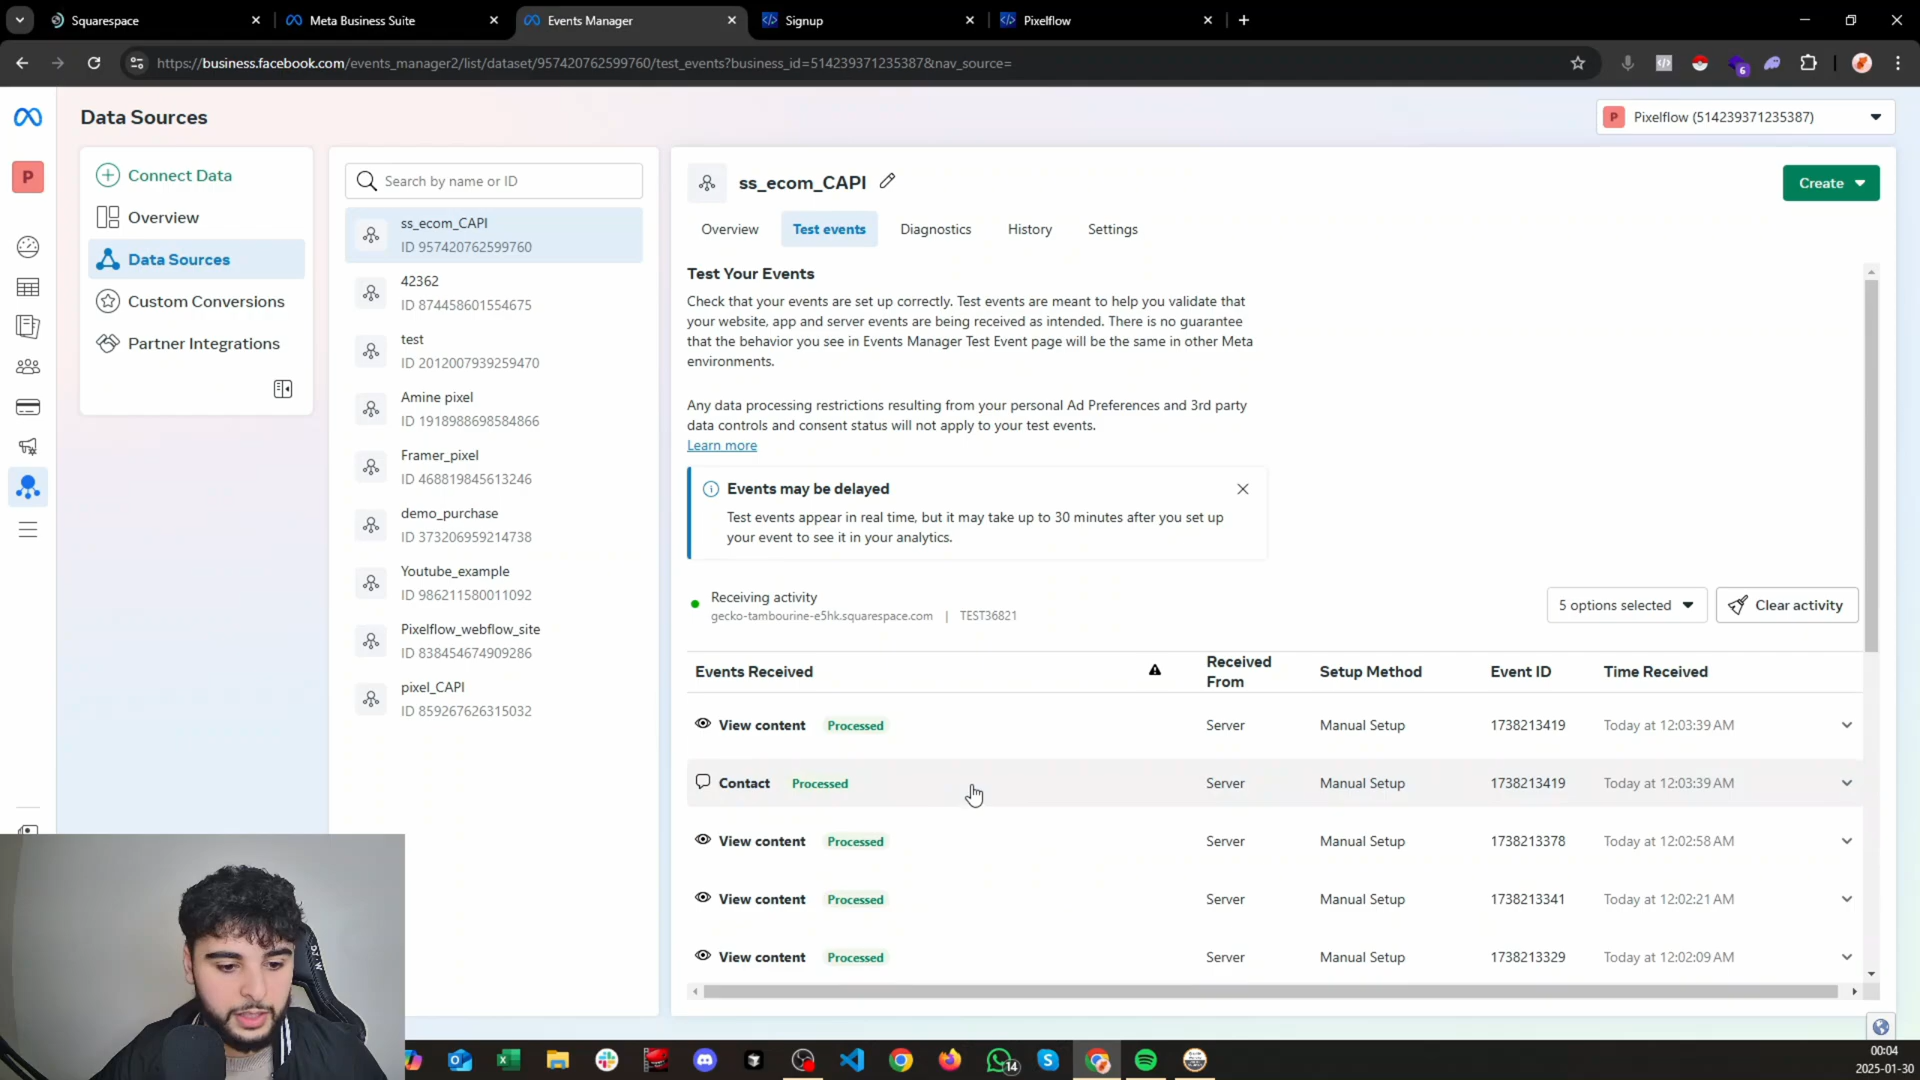 Squarespace
Meta Business Suite
Events Manager
Signup
Pixelflow
https://business.facebook.com/events_manager2/list/dataset/957420762599760/test_events?business_id=514239371235387&nav_source=
6
Data Sources
P Pixelflow (514239371235387)
P
Connect Data
Overview
Data Sources
Custom Conversions
Partner Integrations
Search by name or ID
ss_ecom_CAPI
ID 957420762599760
42362
ID 874458601554675
test
ID 2012007939259470
Amine pixel
ID 1918988698584866
Framer_pixel
ID 468819845613246
demo_purchase
ID 373206959214738
Youtube_example
ID 986211580011092
Pixelflow_webflow_site
ID 838454674909286
pixel_CAPI
ID 859267626315032
ss_ecom_CAPI
Create
Overview Test events Diagnostics History Settings
Test Your Events
Check that your events are set up correctly. Test events are meant to help you validate that
your website, app and server events are being received as intended. There is no guarantee
that the behavior you see in Events Manager Test Event page will be the same in other Meta
environments.
Any data processing restrictions resulting from your personal Ad Preferences and 3rd party
data controls and consent status will not apply to your test events.
Learn more
Events may be delayed
Test events appear in real time, but it may take up to 30 minutes after you set up
your event to see it in your analytics.
Receiving activity
gecko-tambourine-e5hk.squarespace.com | TEST36821
5 options selected
Clear activity
Events Received Received From Setup Method Event ID Time Received
View content Processed Server Manual Setup 1738213419 Today at 12:03:39 AM
Contact Processed Server Manual Setup 1738213419 Today at 12:03:39 AM
View content Processed Server Manual Setup 1738213378 Today at 12:02:58 AM
View content Processed Server Manual Setup 1738213341 Today at 12:02:21 AM
View content Processed Server Manual Setup 1738213329 Today at 12:02:09 AM
14
00:04
2025-01-30